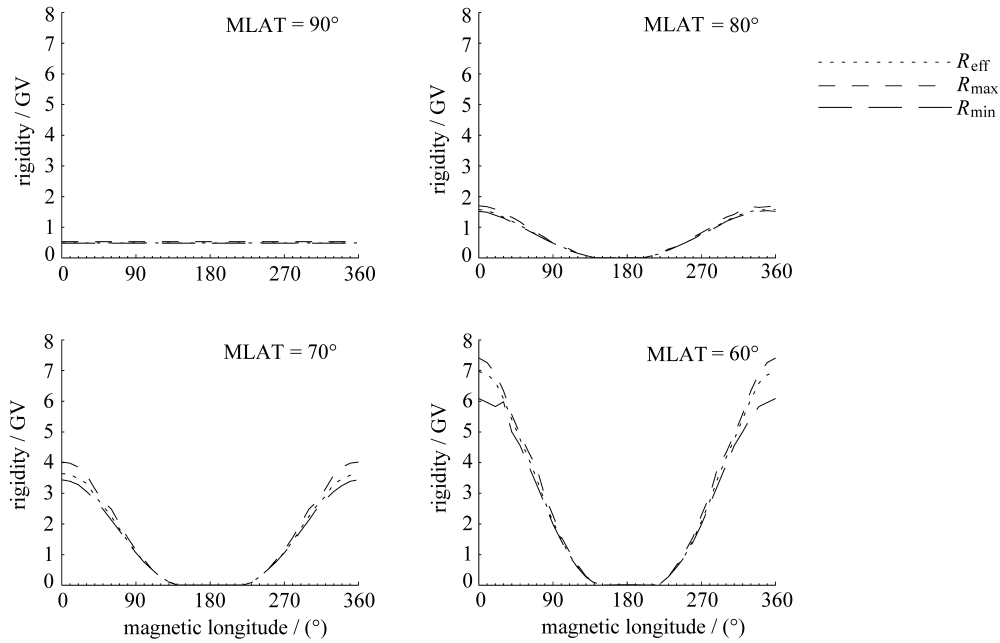 MLAT = 90°
rigidity / GV
8
7
6
5
4
3
2
1
0
0 90 180 270 360
MLAT = 80°
rigidity / GV
8
7
6
5
4
3
2
1
0
0 90 180 270 360
Reff
Rmax
Rmin
MLAT = 70°
rigidity / GV
8
7
6
5
4
3
2
1
0
0 90 180 270 360
magnetic longitude / (°)
MLAT = 60°
rigidity / GV
8
7
6
5
4
3
2
1
0
0 90 180 270 360
magnetic longitude / (°)